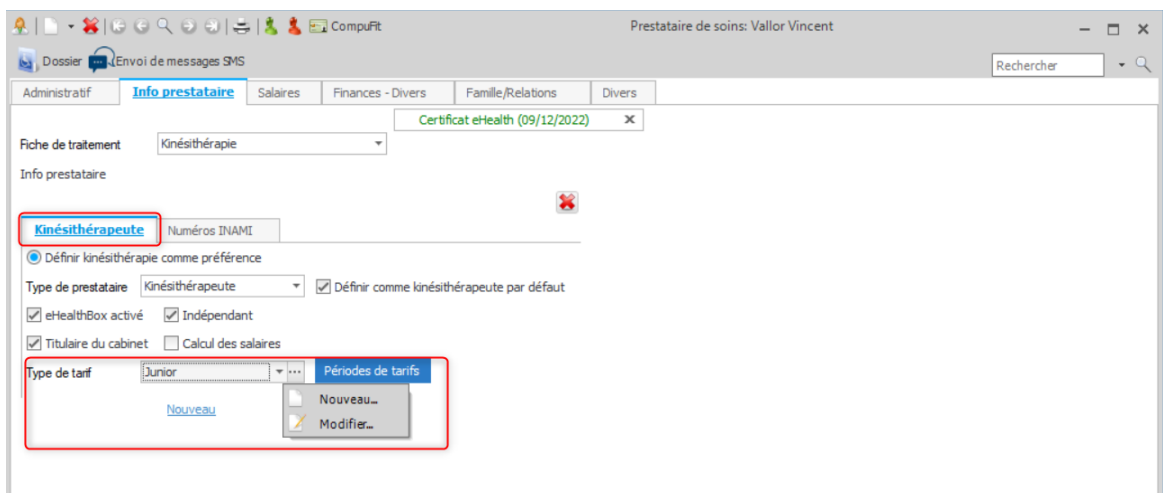 CompuFit
Prestataire de soins: Vallor Vincent
Dossier
Envoi de messages SMS
Rechercher
Administratif
Info prestataire
Salaires
Finances - Divers
Famille/Relations
Divers
Certificat eHealth (09/12/2022)
Fiche de traitement
Kinésithérapie
Info prestataire
Kinésithérapeute
Numéros INAMI
Définir kinésithérapie comme préférence
Type de prestataire
Kinésithérapeute
Définir comme kinésithérapeute par défaut
eHealthBox activé
Indépendant
Titulaire du cabinet
Calcul des salaires
Type de tarif
Junior
...
Périodes de tarifs
Nouveau...
Nouveau
Modifier...